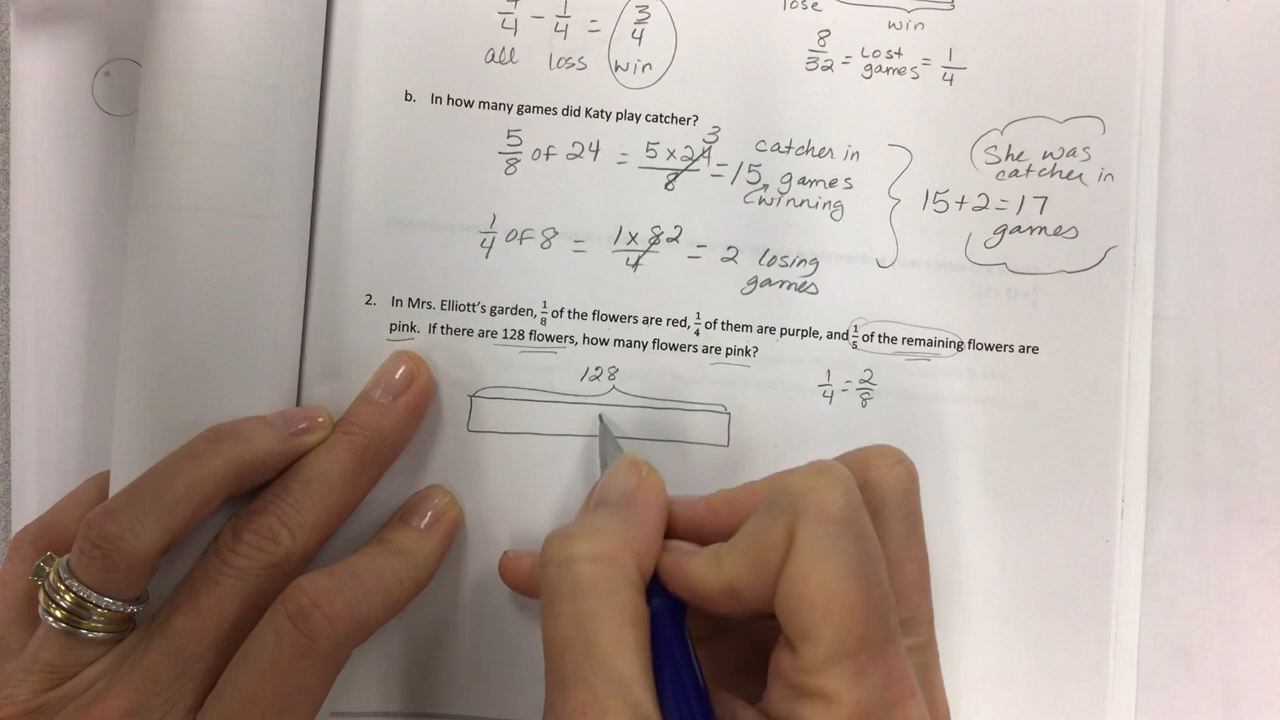 4/4 - 1/4 = 3/4
all loss win
lose
win
8/32 = Lost games = 1/4
b. In how many games did Katy play catcher?
5/8 of 24 = 5 x 24/8 = 15 catcher in winning games
3
1/4 of 8 = 1 x 8/4 = 2 losing games
2
She was
catcher in
15+2=17
games
2. In Mrs. Elliott's garden, 1/8 of the flowers are red, 1/4 of them are purple, and 1/5 of the remaining flowers are
pink. If there are 128 flowers, how many flowers are pink?
128
1/4 = 2/8